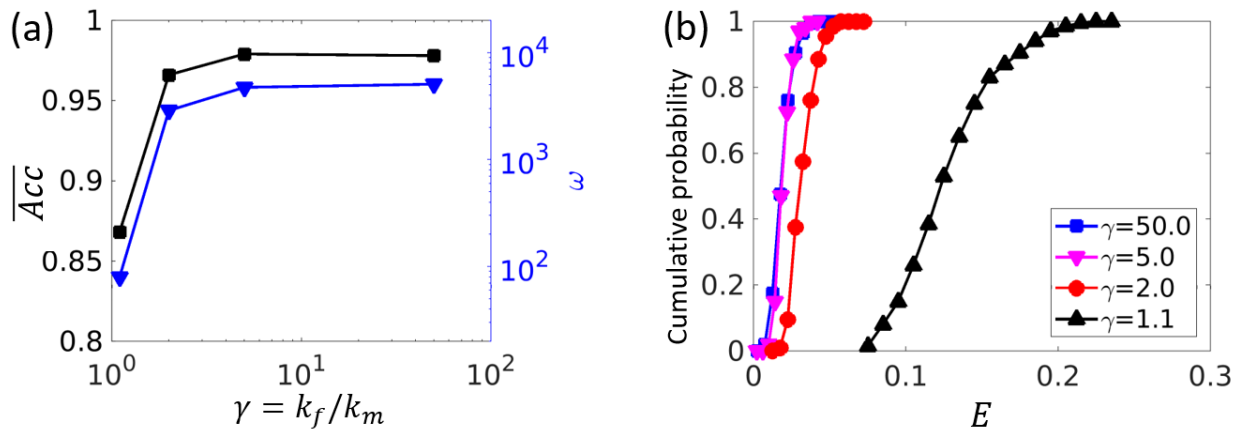 (a)
1
0.95
0.9
0.85
0.8
Acc
10^0
10^1
10^2
γ = k_f/k_m
10^4
10^3
10^2
ω
(b)
1
0.8
0.6
0.4
0.2
0
Cumulative probability
0
0.1
0.2
0.3
E
γ=50.0
γ=5.0
γ=2.0
γ=1.1